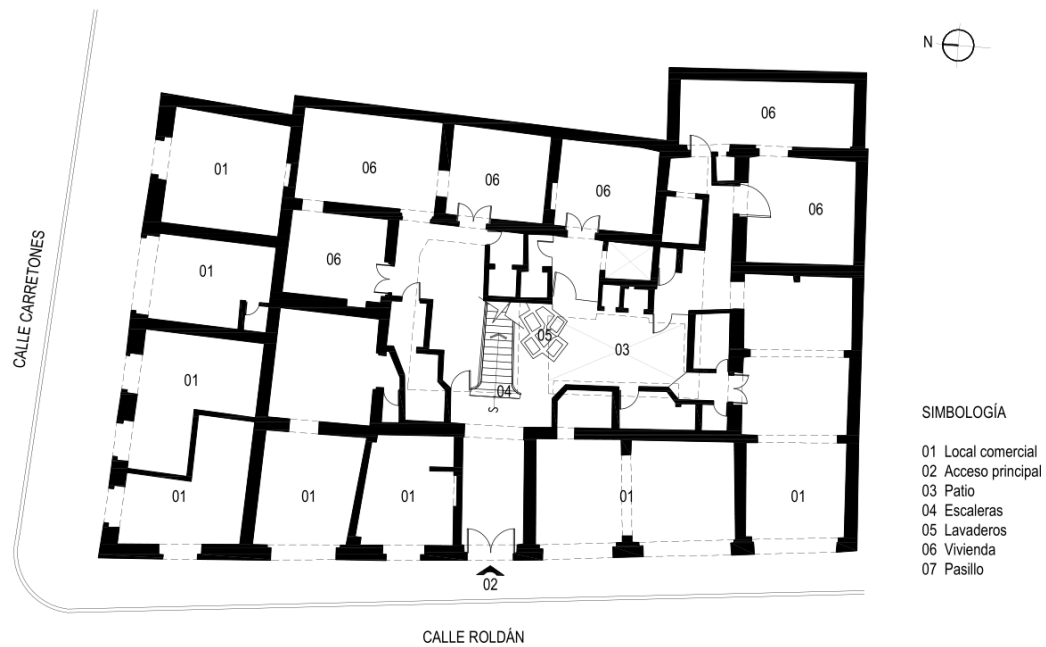 N
06
01
06
06
06
06
06
01
CALLE CARRETONES
05
03
01
04
S
01
01
01
01
01
02
CALLE ROLDÁN
SIMBOLOGÍA
01 Local comercial
02 Acceso principal
03 Patio
04 Escaleras
05 Lavaderos
06 Vivienda
07 Pasillo